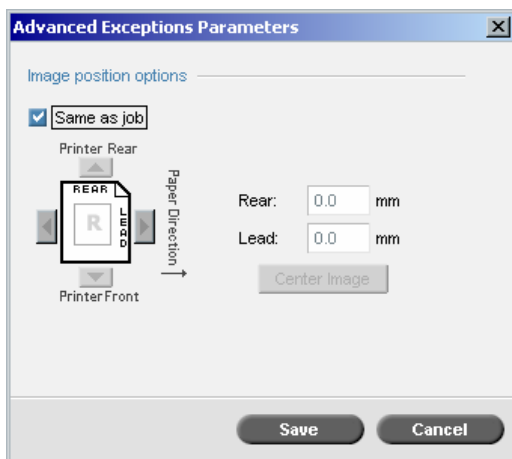 Advanced Exceptions Parameters
Image position options
Same as job
Printer Rear
REAR
LEAD
R
Paper Direction
Printer Front
Rear: 0.0 mm
Lead: 0.0 mm
Center Image
Save Cancel